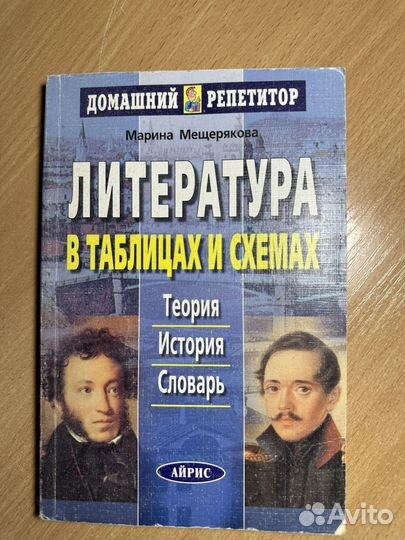 ДОМАШНИЙ РЕПЕТИТОР
Марина Мещерякова
ЛИТЕРАТУРА
В ТАБЛИЦАХ И СХЕМАХ
Теория
История
Словарь
АЙРИС
Avito